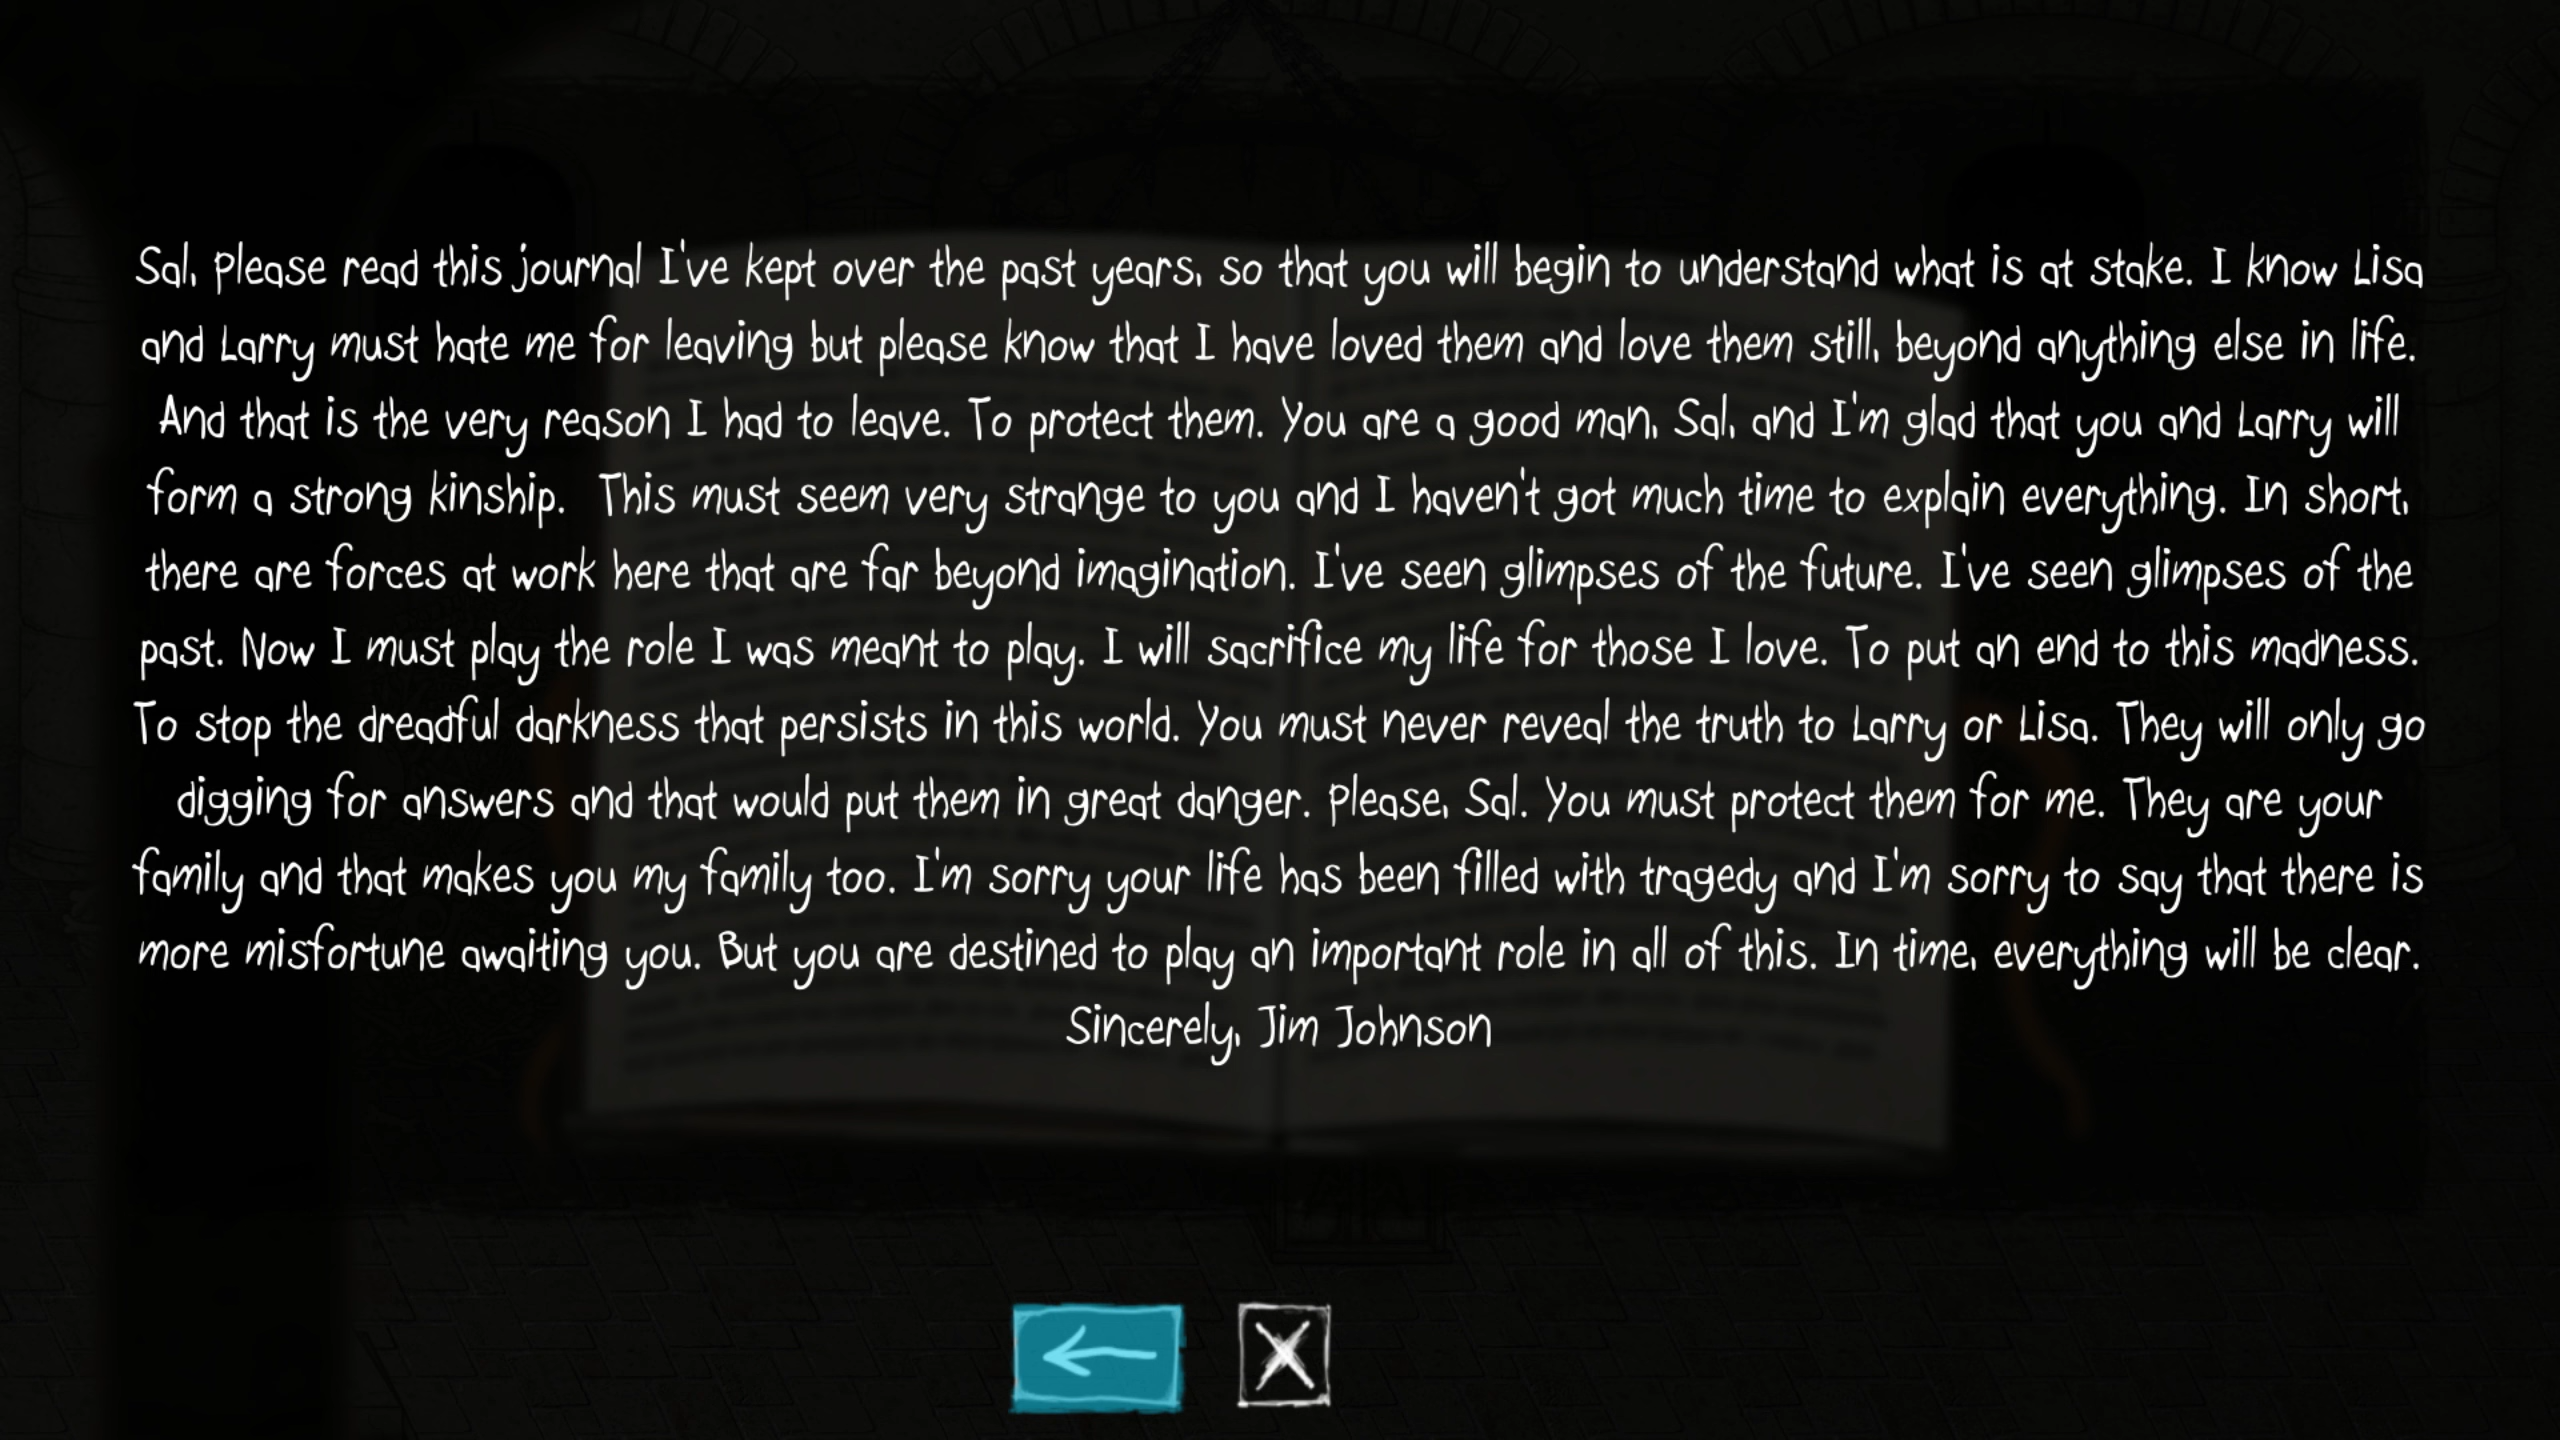 Sal, please read this journal I've kept over the past years, so that you will begin to understand what is at stake. I know Lisa
and Larry must hate me for leaving but please know that I have loved them and love them still, beyond anything else in life.
And that is the very reason I had to leave. To protect them. You are a good man, Sal, and I'm glad that you and Larry will
form a strong kinship.  This must seem very strange to you and I haven't got much time to explain everything. In short,
there are forces at work here that are far beyond imagination. I've seen glimpses of the future. I've seen glimpses of the
past. Now I must play the role I was meant to play. I will sacrifice my life for those I love. To put an end to this madness.
To stop the dreadful darkness that persists in this world. You must never reveal the truth to Larry or Lisa. They will only go
digging for answers and that would put them in great danger. Please, Sal. You must protect them for me. They are your
family and that makes you my family too. I'm sorry your life has been filled with tragedy and I'm sorry to say that there is
more misfortune awaiting you. But you are destined to play an important role in all of this. In time, everything will be clear.
Sincerely, Jim Johnson